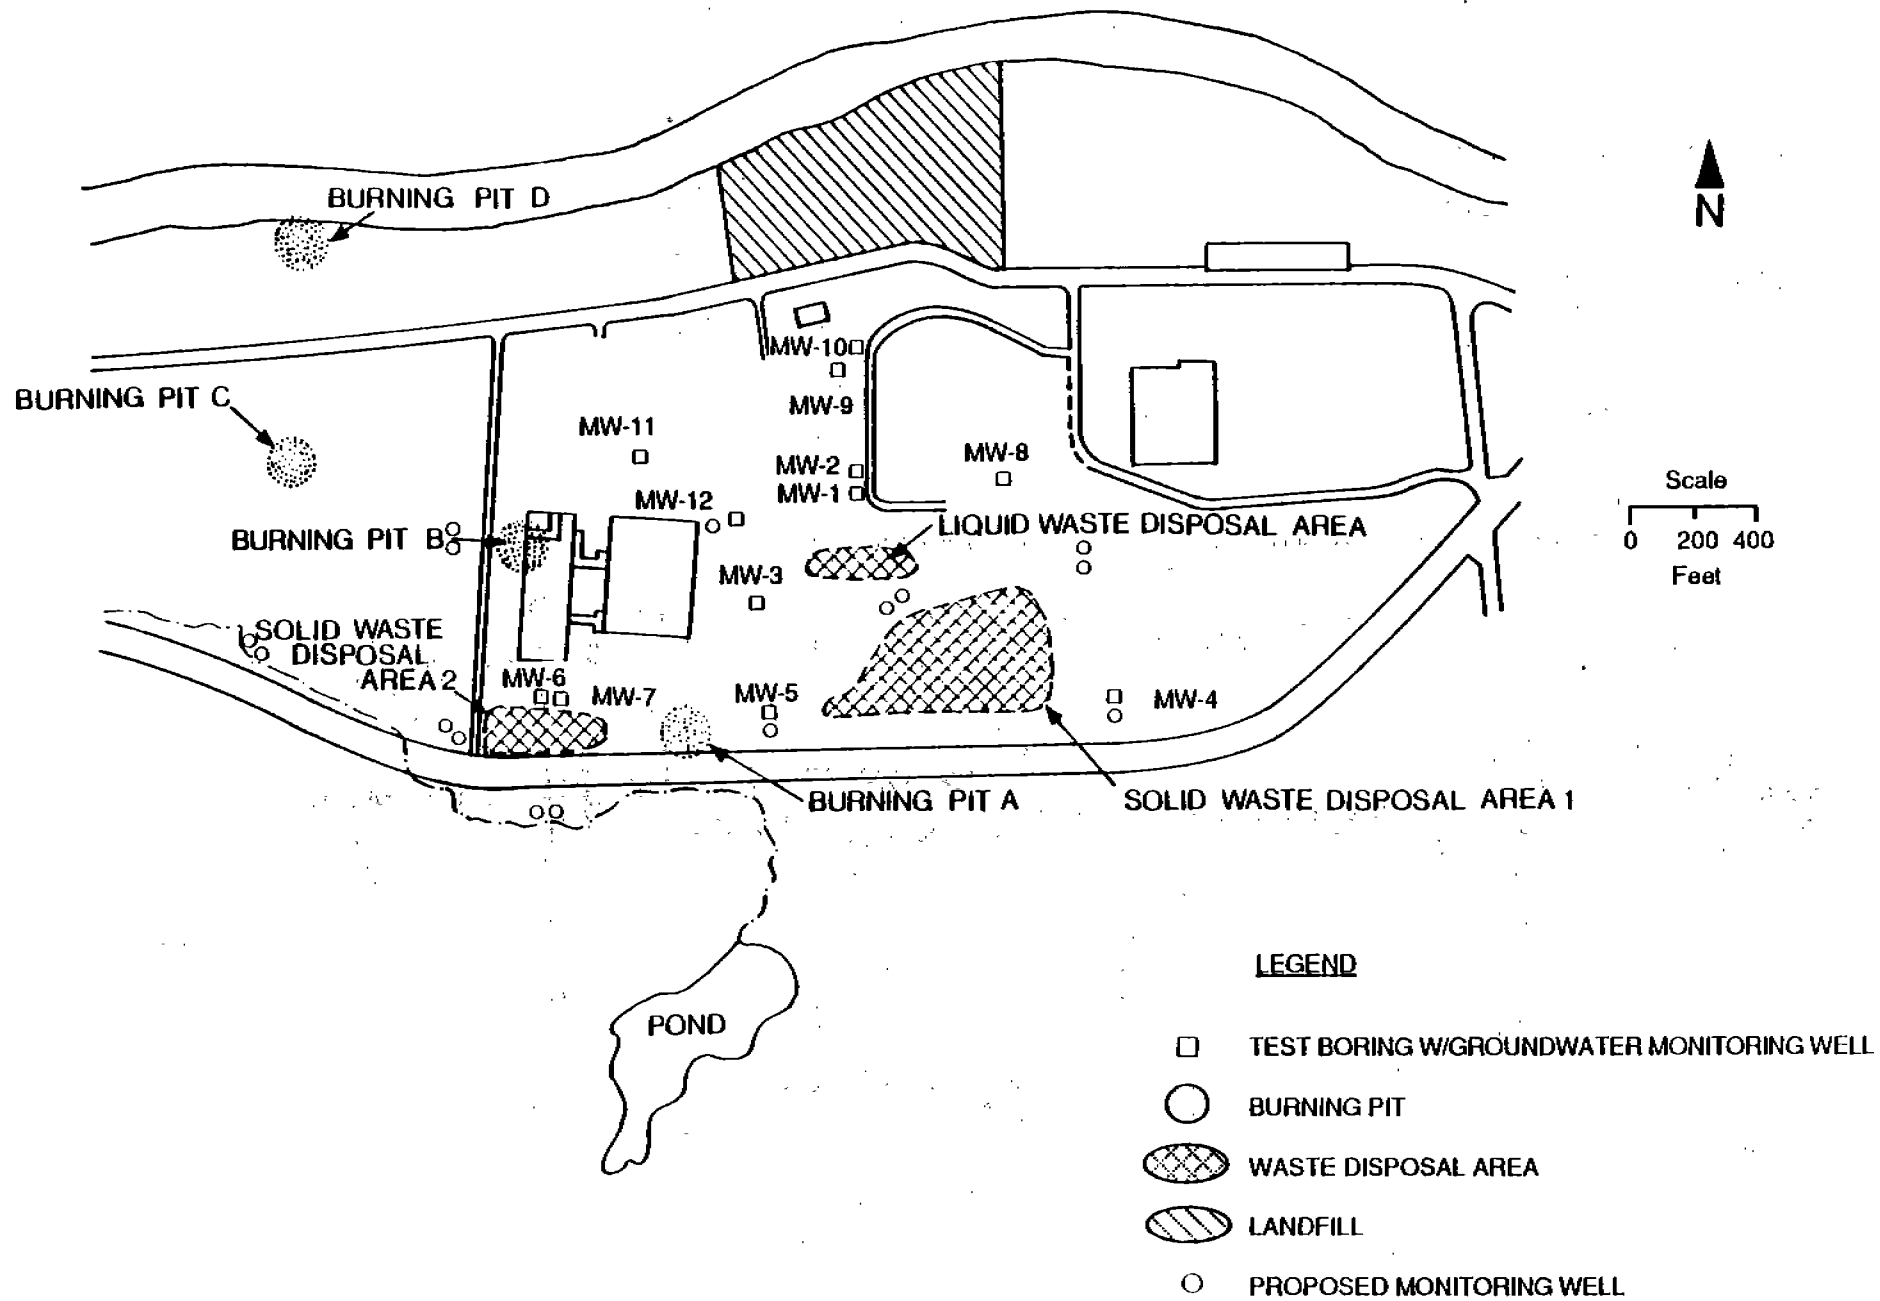 BURNING PIT D
N
MW-10
BURNING PIT C
MW-9
MW-11
MW-8
MW-2
MW-1
Scale
0 200 400
Feet
MW-12
LIQUID WASTE DISPOSAL AREA
BURNING PIT B
MW-3
SOLID WASTE
DISPOSAL
AREA 2
MW-6
MW-7
MW-5
MW-4
BURNING PIT A
SOLID WASTE DISPOSAL AREA 1
POND
LEGEND
TEST BORING W/GROUNDWATER MONITORING WELL
BURNING PIT
WASTE DISPOSAL AREA
LANDFILL
PROPOSED MONITORING WELL